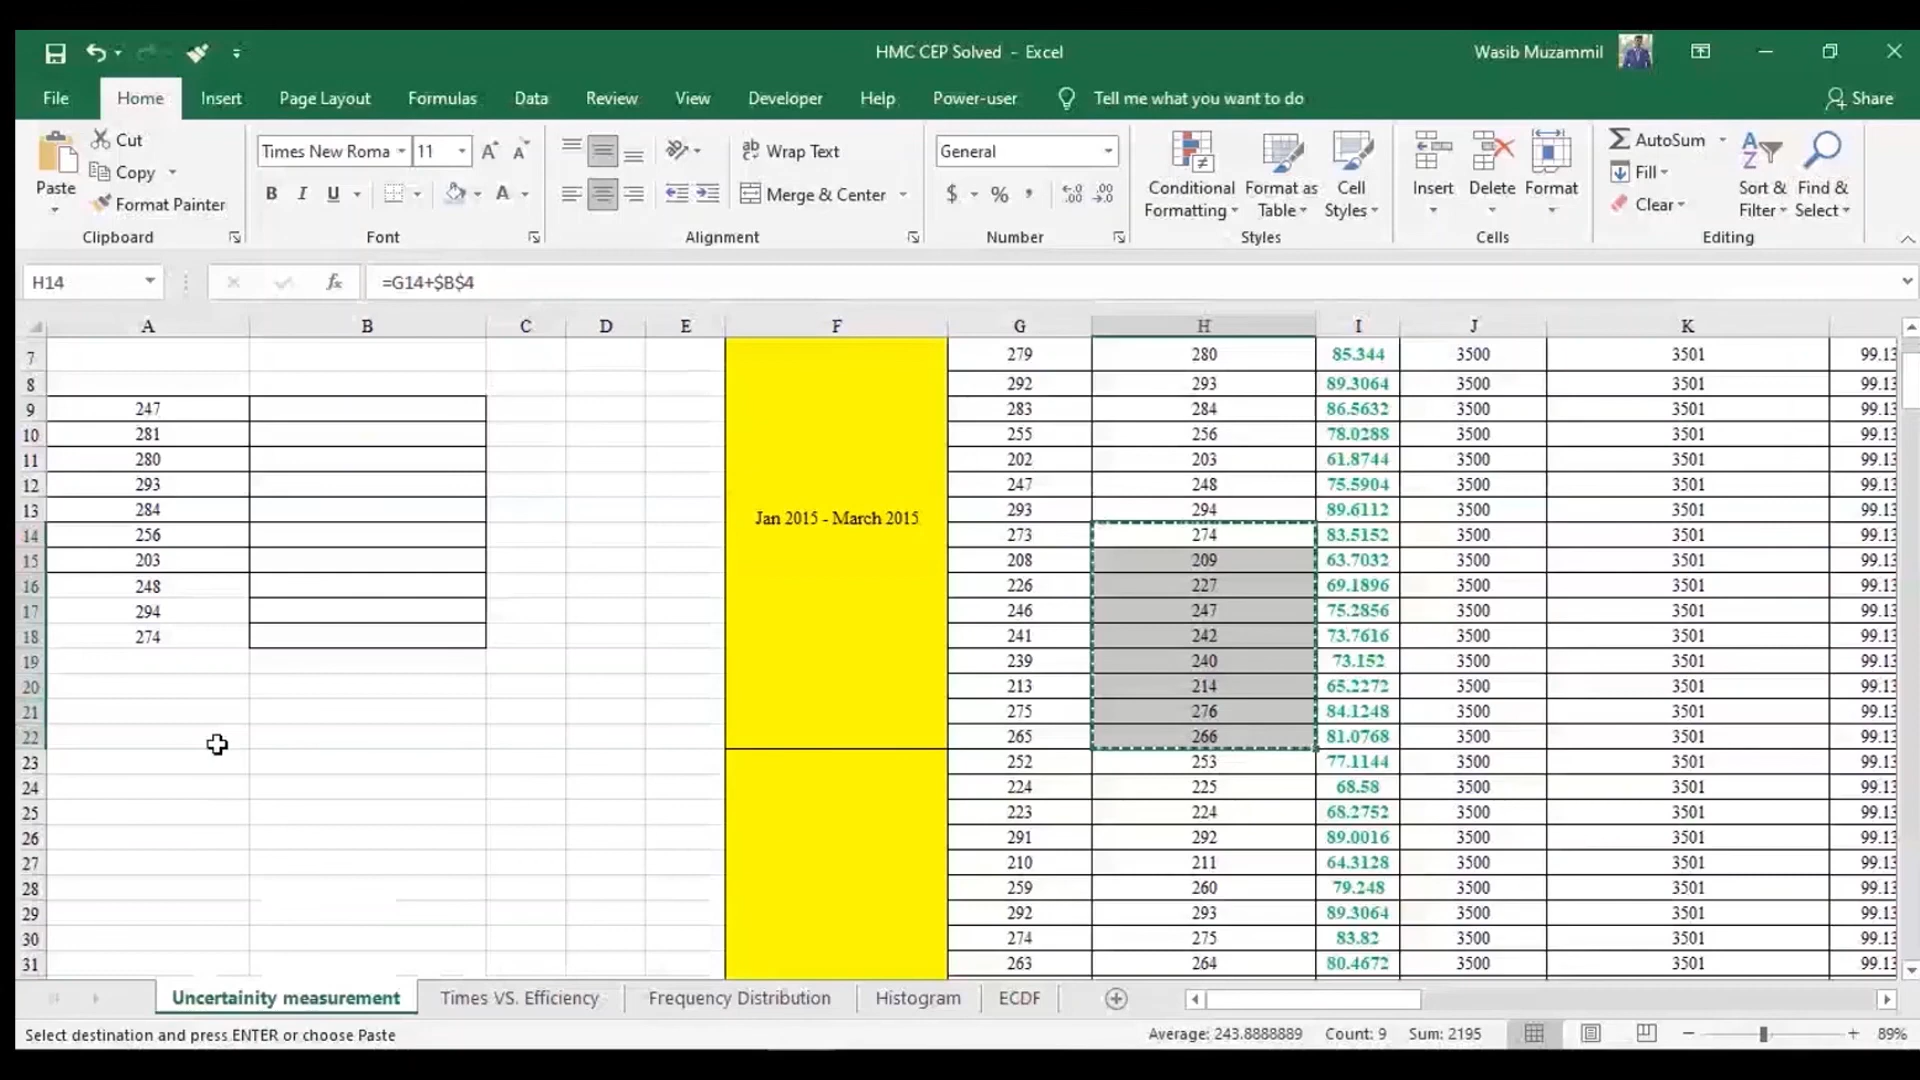 HMC CEP Solved - Excel
Wasib Muzammil
File Home Insert Page Layout Formulas Data Review View Developer Help Power-user Tell me what you want to do Share
Paste
Cut
Copy
Format Painter
Clipboard
Times New Roma 11
B I U
Font
Wrap Text
Merge & Center
Alignment
General
$ % ,
Number
Conditional Formatting
Format as Table
Cell Styles
Styles
Insert Delete Format
Cells
AutoSum
Fill
Clear
Sort & Filter
Find & Select
Editing
H14 fx =G14+$B$4
A B C D E F G H I J K
7 279 280 85.344 3500 3501 99.13
8 292 293 89.3064 3500 3501 99.13
9 247 283 284 86.5632 3500 3501 99.13
10 281 255 256 78.0288 3500 3501 99.13
11 280 202 203 61.8744 3500 3501 99.13
12 293 247 248 75.5904 3500 3501 99.13
13 284 Jan 2015 - March 2015 293 294 89.6112 3500 3501 99.13
14 256 273 274 83.5152 3500 3501 99.13
15 203 208 209 63.7032 3500 3501 99.13
16 248 226 227 69.1896 3500 3501 99.13
17 294 246 247 75.2856 3500 3501 99.13
18 274 241 242 73.7616 3500 3501 99.13
19 239 240 73.152 3500 3501 99.13
20 213 214 65.2272 3500 3501 99.13
21 275 276 84.1248 3500 3501 99.13
22 265 266 81.0768 3500 3501 99.13
23 252 253 77.1144 3500 3501 99.13
24 224 225 68.58 3500 3501 99.13
25 223 224 68.2752 3500 3501 99.13
26 291 292 89.0016 3500 3501 99.13
27 210 211 64.3128 3500 3501 99.13
28 259 260 79.248 3500 3501 99.13
29 292 293 89.3064 3500 3501 99.13
30 274 275 83.82 3500 3501 99.13
31 263 264 80.4672 3500 3501 99.13
Uncertainity measurement Times VS. Efficiency Frequency Distribution Histogram ECDF
Select destination and press ENTER or choose Paste Average: 243.8888889 Count: 9 Sum: 2195 89%